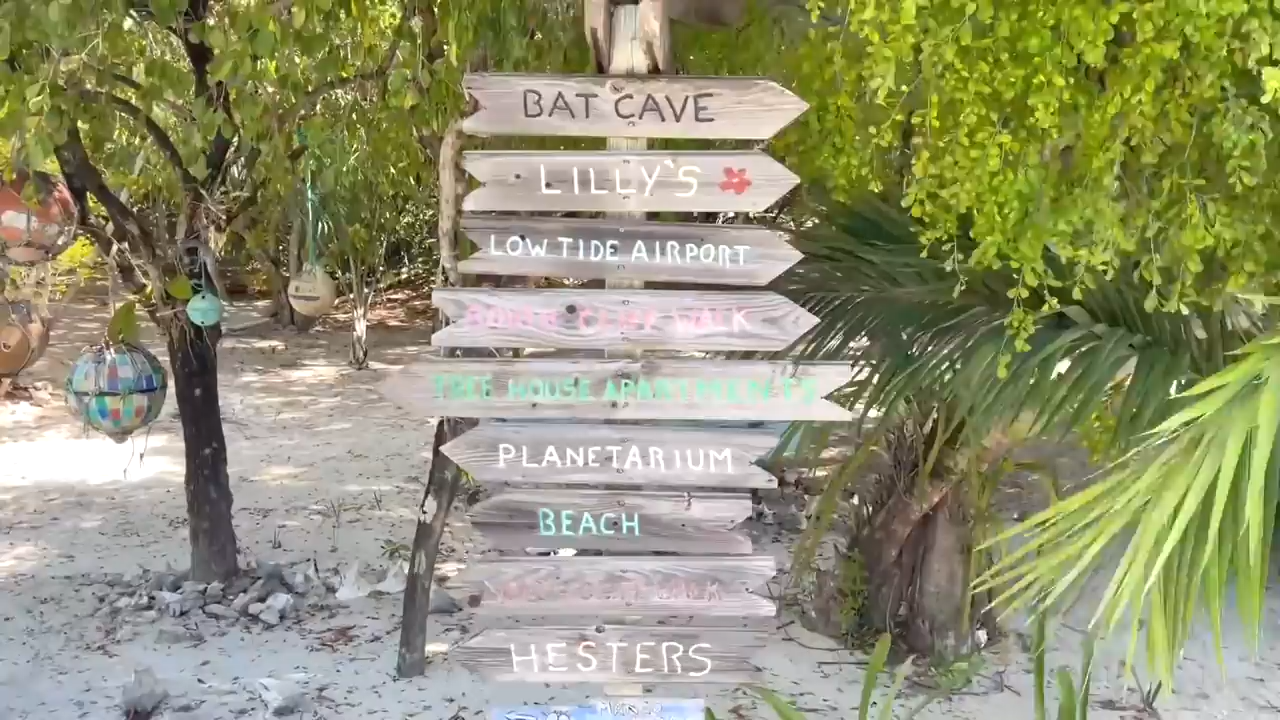 BAT CAVE
LILLY'S
LOW TIDE AIRPORT
TREE HOUSE APARTMENTS
PLANETARIUM
BEACH
HESTERS